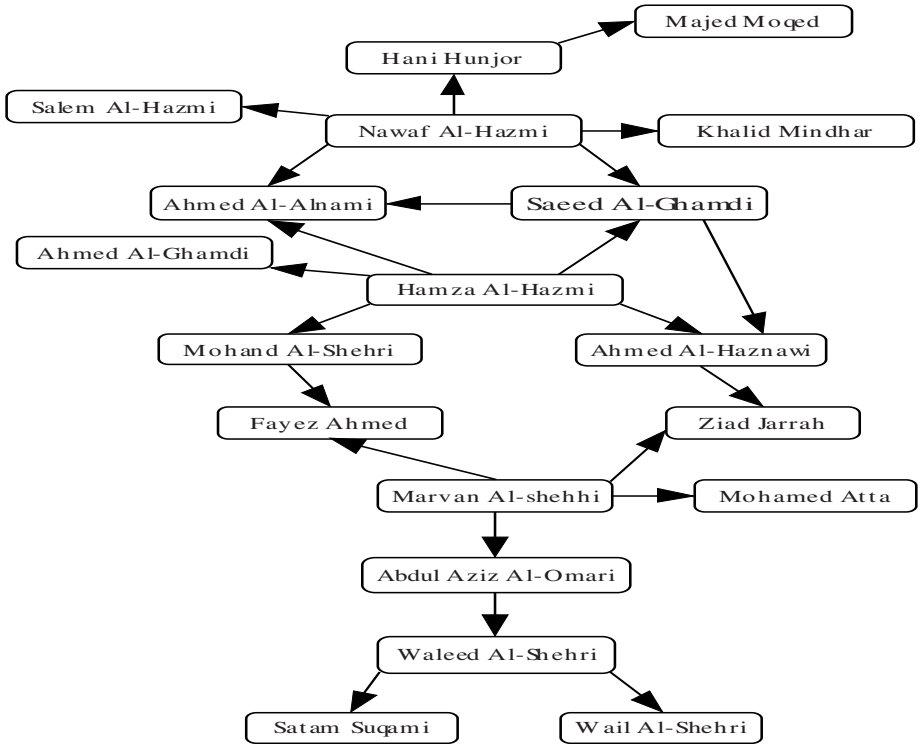 Majed Moqed
Hani Hunjor
Salem Al-Hazmi
Nawaf Al-Hazmi
Khalid Mindhar
Ahmed Al-Alnami
Saeed Al-Ghamdi
Ahmed Al-Ghamdi
Hamza Al-Hazmi
Mohand Al-Shehri
Ahmed Al-Haznawi
Fayez Ahmed
Ziad Jarrah
Marvan Al-shehhi
Mohamed Atta
Abdul Aziz Al-Omari
Waleed Al-Shehri
Satam Suqami
Wail Al-Shehri